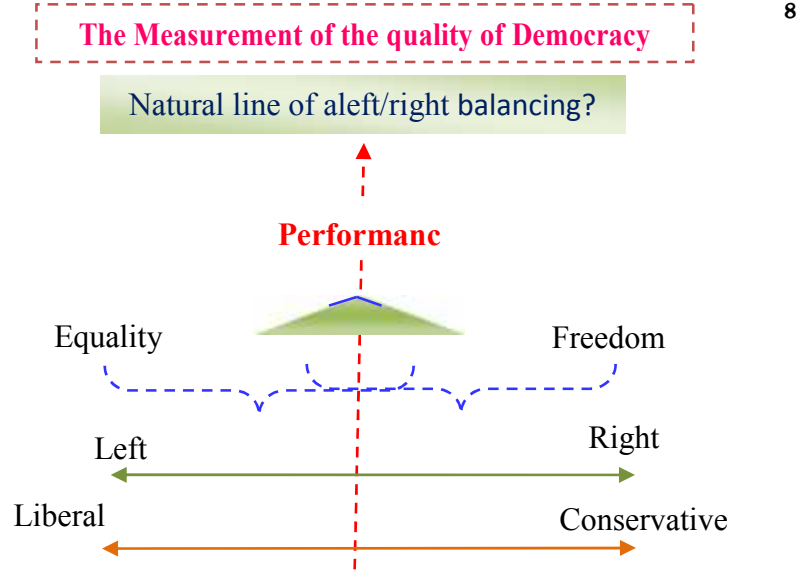 8
The Measurement of the quality of Democracy
Natural line of aleft/right balancing?
Performanc
Equality
Freedom
Left
Right
Liberal
Conservative